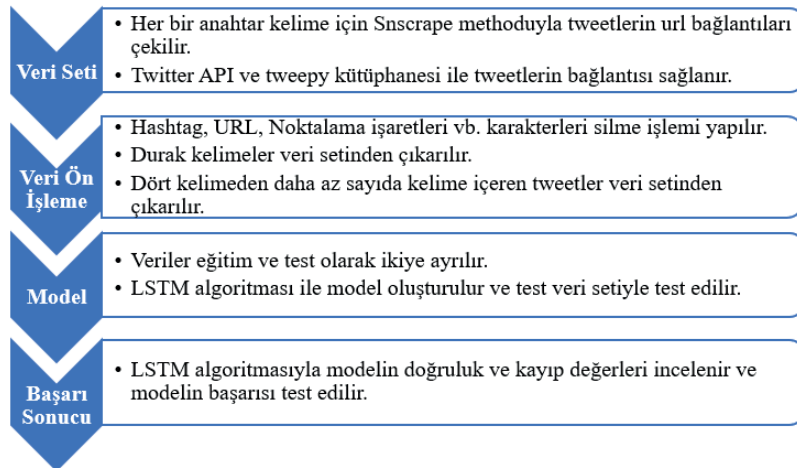 Veri Seti
• Her bir anahtar kelime için Snscrape methoduyla tweetlerin url bağlantıları
çekilir.
• Twitter API ve tweepy kütüphanesi ile tweetlerin bağlantısı sağlanır.
Veri Ön
İşleme
• Hashtag, URL, Noktalama işaretleri vb. karakterleri silme işlemi yapılır.
• Durak kelimeler veri setinden çıkarılır.
• Dört kelimeden daha az sayıda kelime içeren tweetler veri setinden
çıkarılır.
Model
• Veriler eğitim ve test olarak ikiye ayrılır.
• LSTM algoritması ile model oluşturulur ve test veri setiyle test edilir.
Başarı
Sonucu
• LSTM algoritmasıyla modelin doğruluk ve kayıp değerleri incelenir ve
modelin başarısı test edilir.